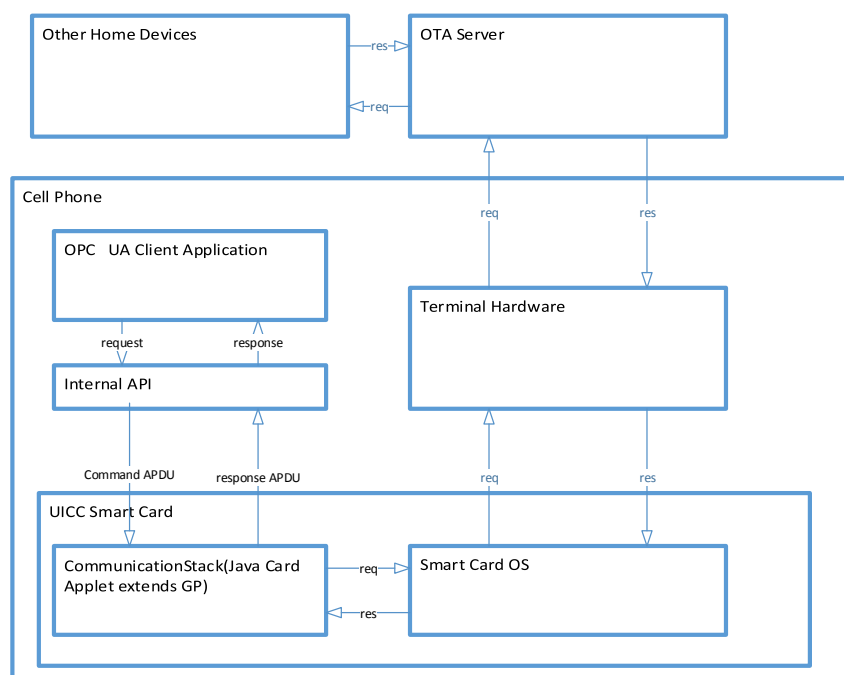 Other Home Devices
res
OTA Server
req
Cell Phone
req
res
OPC UA Client Application
Terminal Hardware
request
response
Internal API
Command APDU
response APDU
req
res
UICC Smart Card
CommunicationStack(Java Card
Applet extends GP)
req
Smart Card OS
res